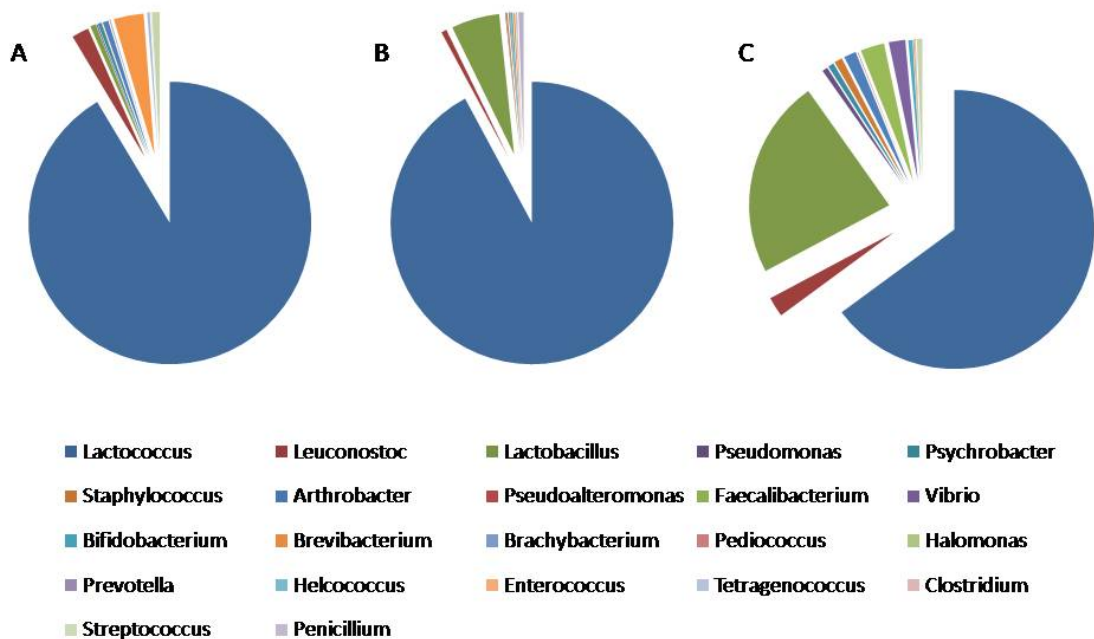 A B C
Lactococcus Leuconostoc Lactobacillus Pseudomonas Psychrobacter
Staphylococcus Arthrobacter Pseudoalteromonas Faecalibacterium Vibrio
Bifidobacterium Brevibacterium Brachybacterium Pediococcus Halomonas
Prevotella Helcococcus Enterococcus Tetragenococcus Clostridium
Streptococcus Penicillium